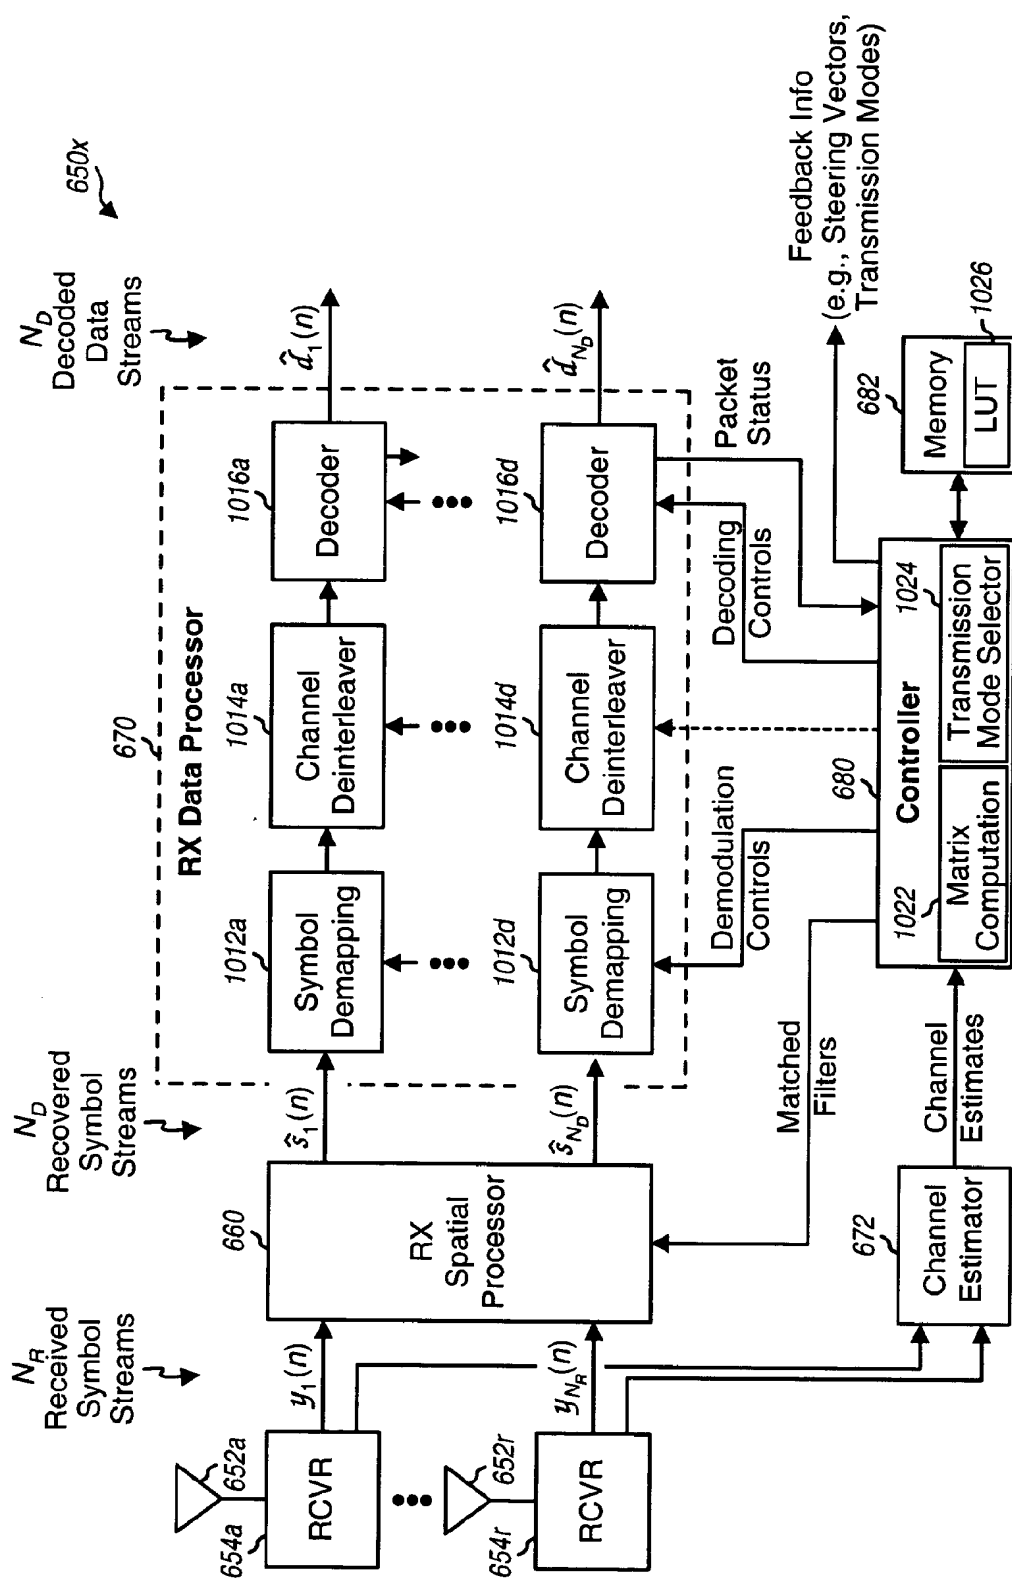 650x
N_R
Received
Symbol
Streams
N_D
Recovered
Symbol
Streams
N_D
Decoded
Data
Streams
670
RX Data Processor
652a
654a
RCVR
y_1(n)
660
RX
Spatial
Processor
ŝ_1(n)
1012a
Symbol
Demapping
1014a
Channel
Deinterleaver
1016a
Decoder
d̂_1(n)
652r
654r
RCVR
y_{N_R}(n)
ŝ_{N_D}(n)
1012d
Symbol
Demapping
1014d
Channel
Deinterleaver
1016d
Decoder
d̂_{N_D}(n)
Matched
Filters
Demodulation
Controls
Decoding
Controls
Packet
Status
Feedback Info
(e.g., Steering Vectors,
Transmission Modes)
672
Channel
Estimator
Channel
Estimates
680
Controller
1022
Matrix
Computation
1024
Transmission
Mode Selector
682
Memory
LUT
1026